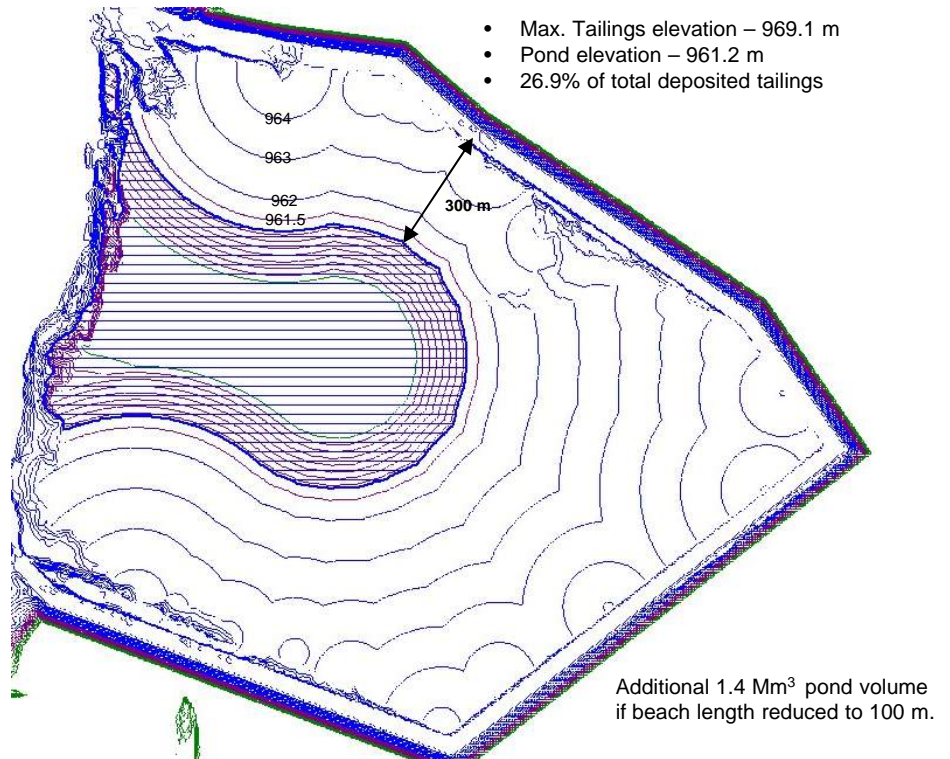 • Max. Tailings elevation – 969.1 m
• Pond elevation – 961.2 m
• 26.9% of total deposited tailings
964
963
962
961.5
300 m
Additional 1.4 Mm³ pond volume
if beach length reduced to 100 m.